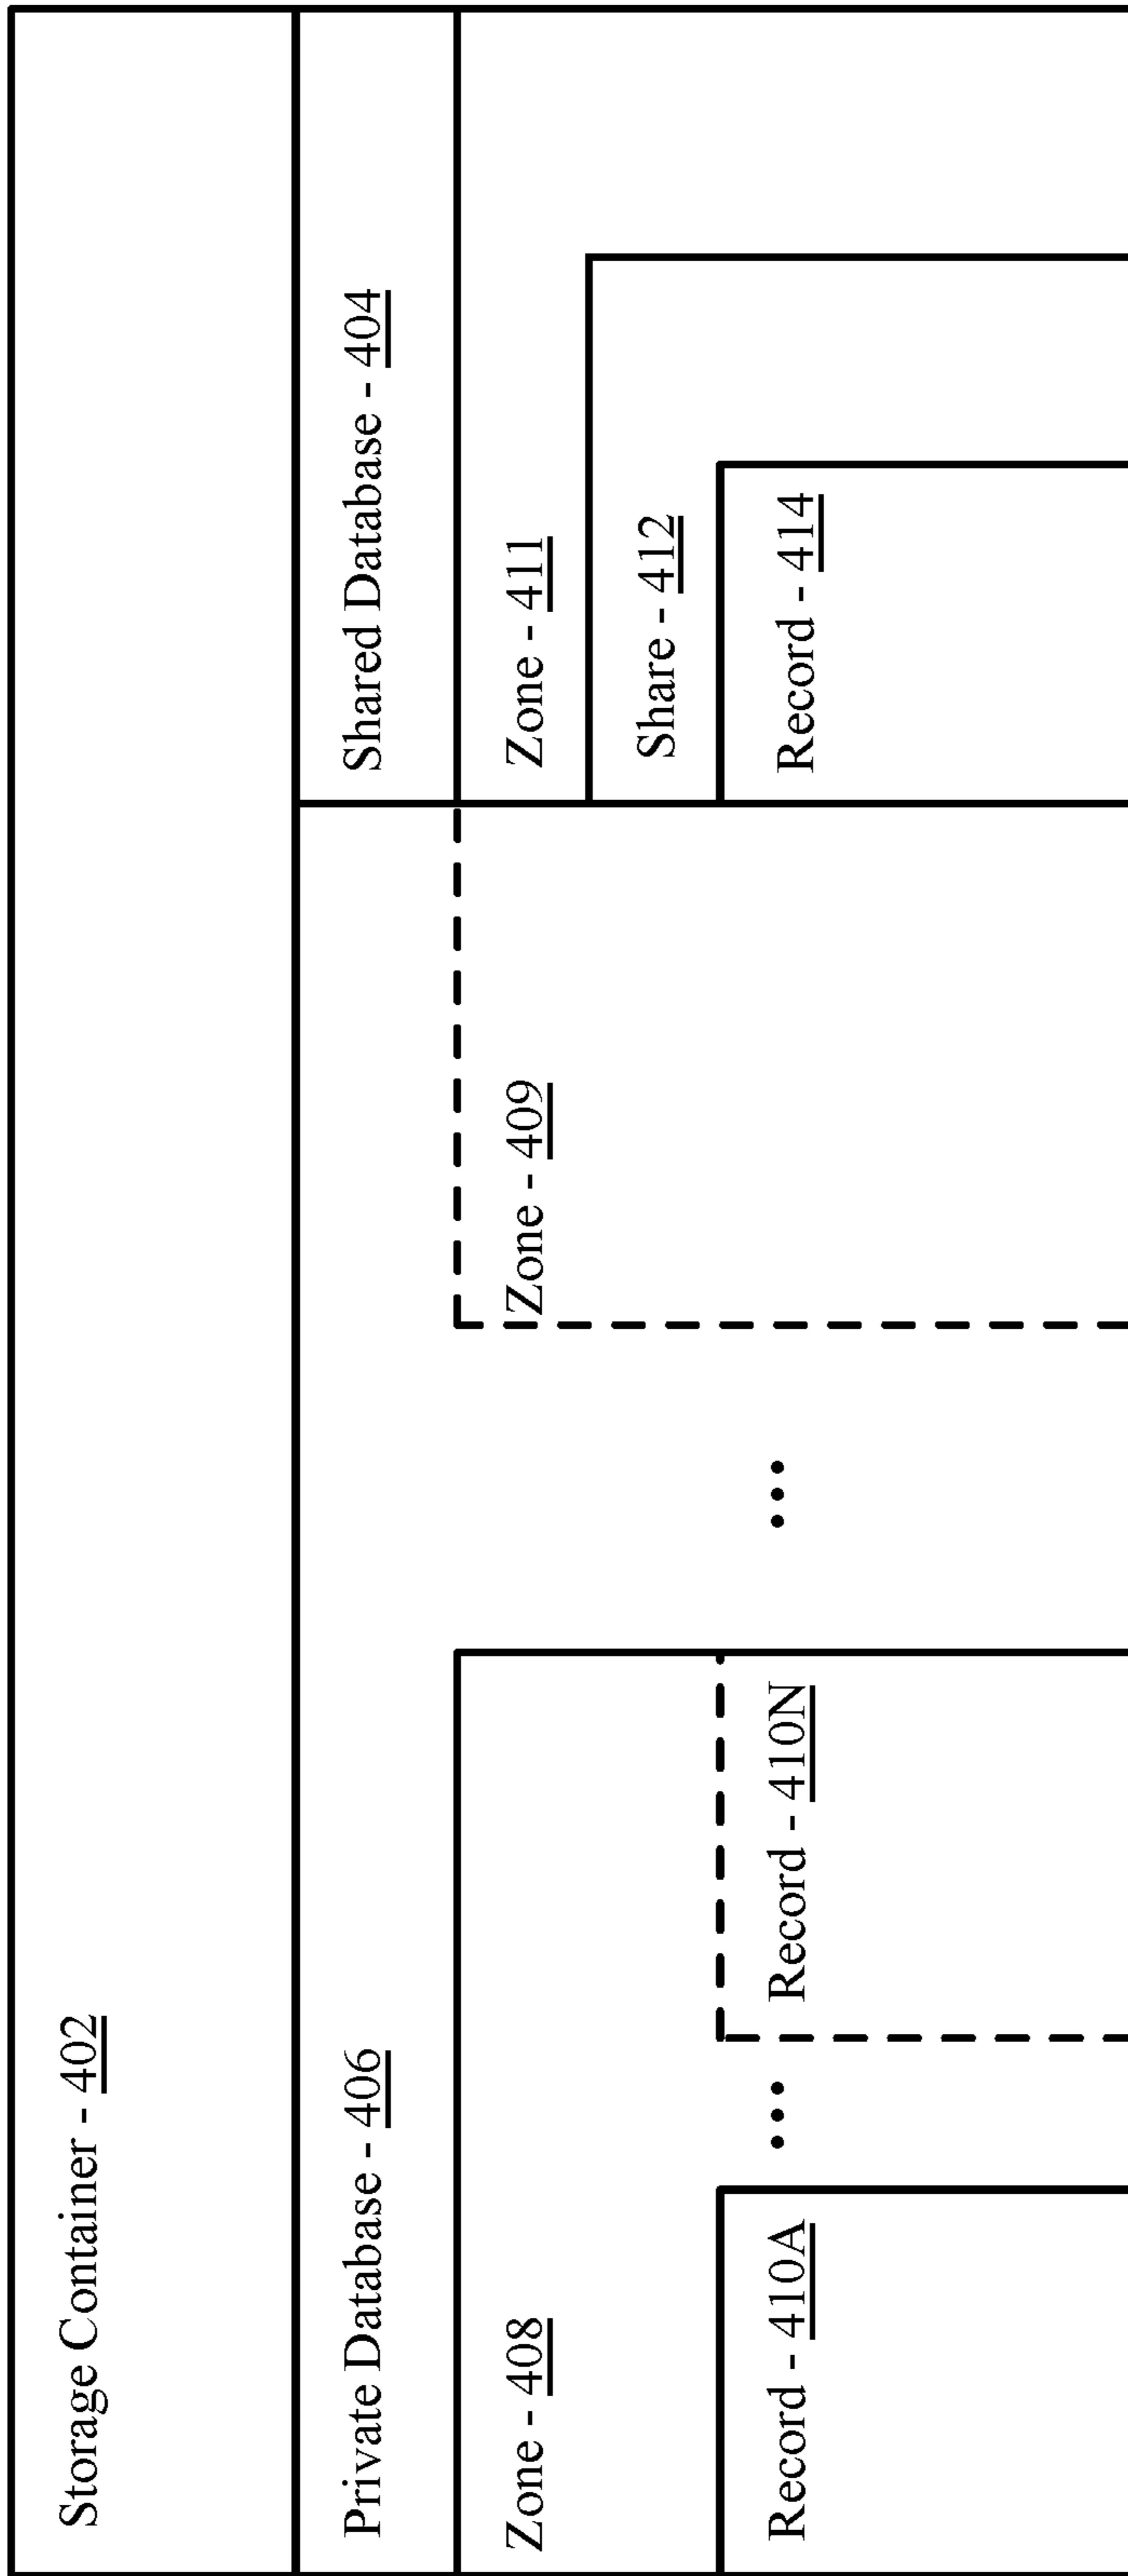 Storage Container - 402
Private Database - 406
Shared Database - 404
Zone - 408
Zone - 409
Zone - 411
Share - 412
Record - 410A
...
Record - 410N
...
Record - 414